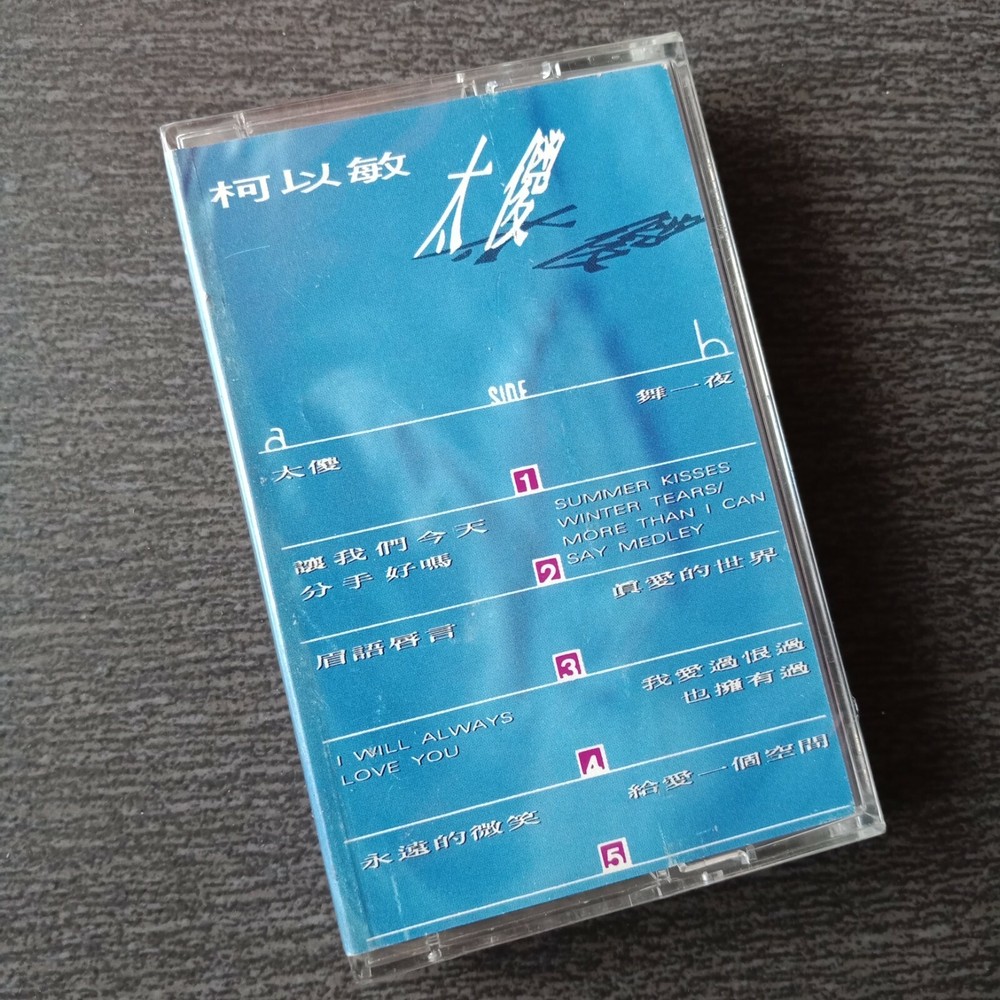 柯以敏
太傻
SIDE
a
b
太傻
舞一夜
1
讓我們今天
分手好嗎
SUMMER KISSES
WINTER TEARS/
MORE THAN I CAN
SAY MEDLEY
2
眉語唇言
真愛的世界
3
I WILL ALWAYS
LOVE YOU
我愛過恨過
也擁有過
4
永遠的微笑
給愛一個空間
5